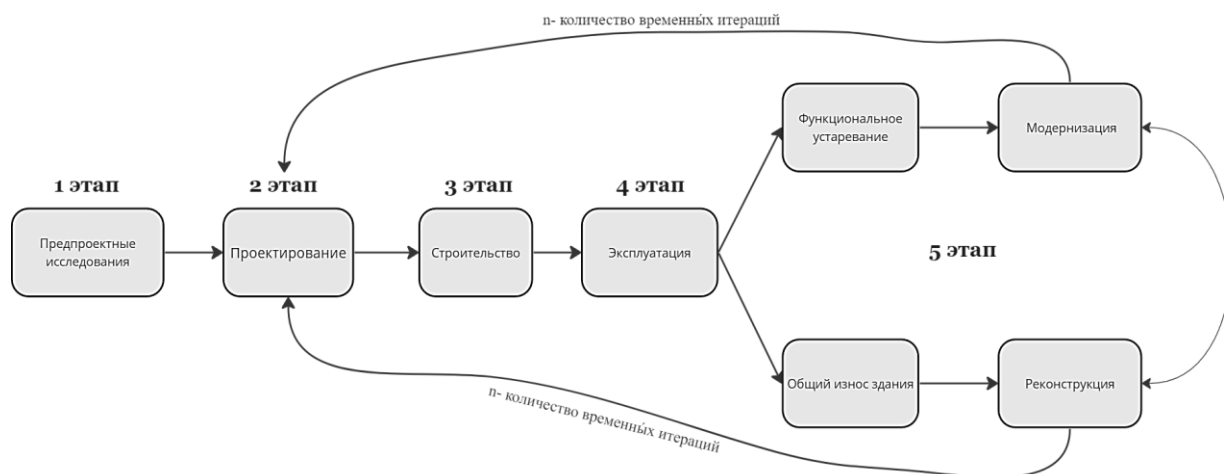 n- количество временны́х итераций
Функциональное
устаревание
Модернизация
1 этап
2 этап
3 этап
4 этап
Предпроектные
исследования
Проектирование
Строительство
Эксплуатация
5 этап
Общий износ здания
Реконструкция
n- количество временны́х итераций